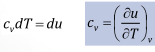 c_v dT = du
c_v = (∂u/∂T)_v